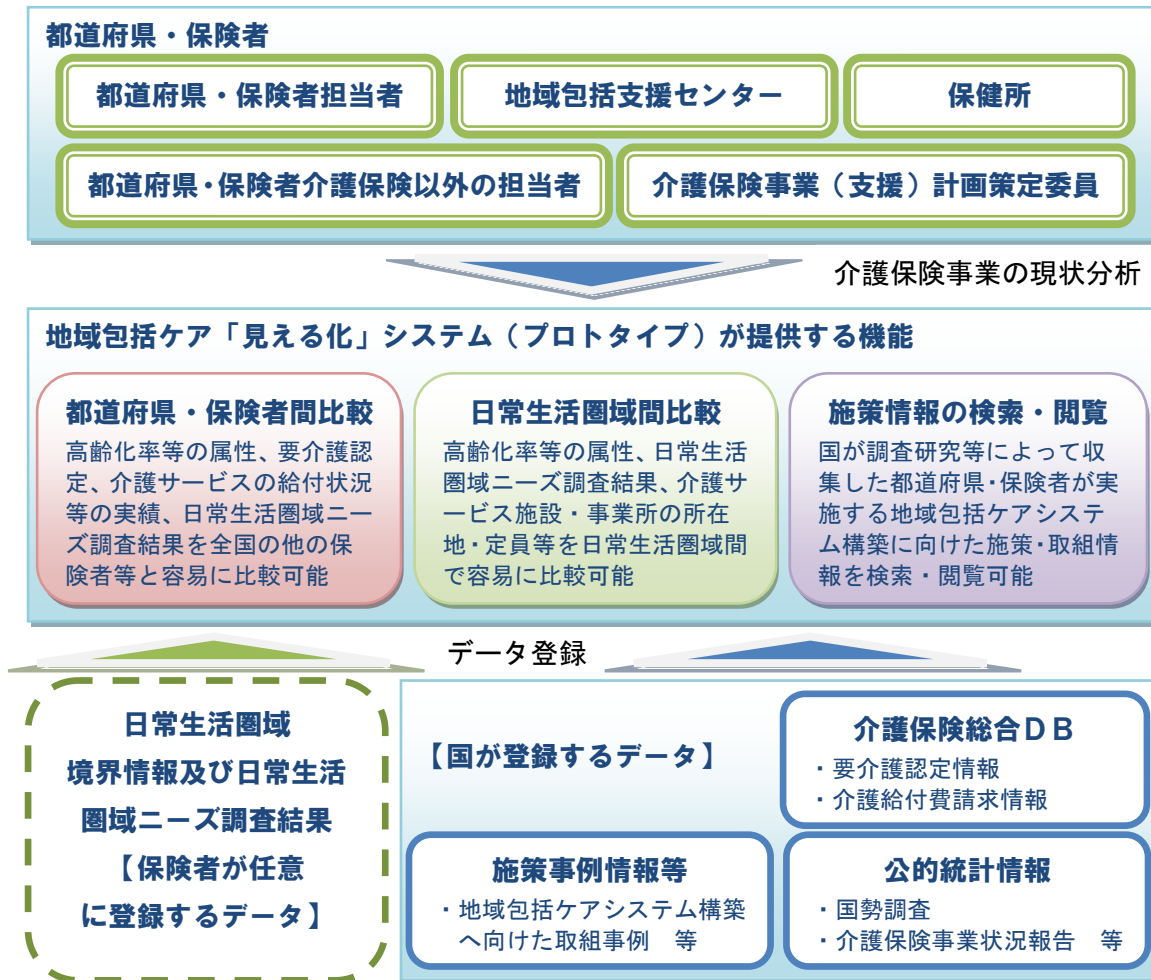 都道府県・保険者
都道府県・保険者担当者
地域包括支援センター
保健所
都道府県・保険者介護保険以外の担当者
介護保険事業（支援）計画策定委員
介護保険事業の現状分析
地域包括ケア「見える化」システム（プロトタイプ）が提供する機能
都道府県・保険者間比較
高齢化率等の属性、要介護認
定、介護サービスの給付状況
等の実績、日常生活圏域ニー
ズ調査結果を全国の他の保
険者等と容易に比較可能
日常生活圏域間比較
高齢化率等の属性、日常生活
圏域ニーズ調査結果、介護サ
ービス施設・事業所の所在
地・定員等を日常生活圏域間
で容易に比較可能
施策情報の検索・閲覧
国が調査研究等によって収
集した都道府県・保険者が実
施する地域包括ケアシステ
ム構築に向けた施策・取組情
報を検索・閲覧可能
データ登録
日常生活圏域
境界情報及び日常生活
圏域ニーズ調査結果
【保険者が任意
に登録するデータ】
【国が登録するデータ】
介護保険総合ＤＢ
・要介護認定情報
・介護給付費請求情報
施策事例情報等
・地域包括ケアシステム構築
へ向けた取組事例　等
公的統計情報
・国勢調査
・介護保険事業状況報告　等